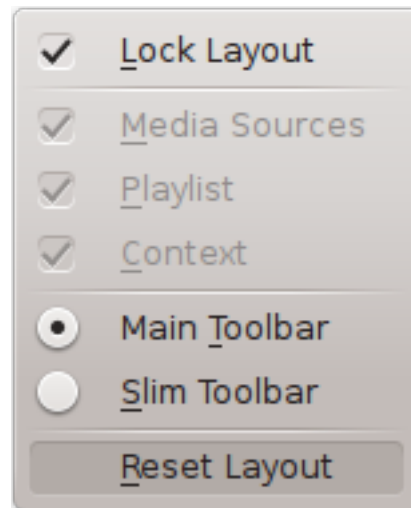 Lock Layout
Media Sources
Playlist
Context
Main Toolbar
Slim Toolbar
Reset Layout